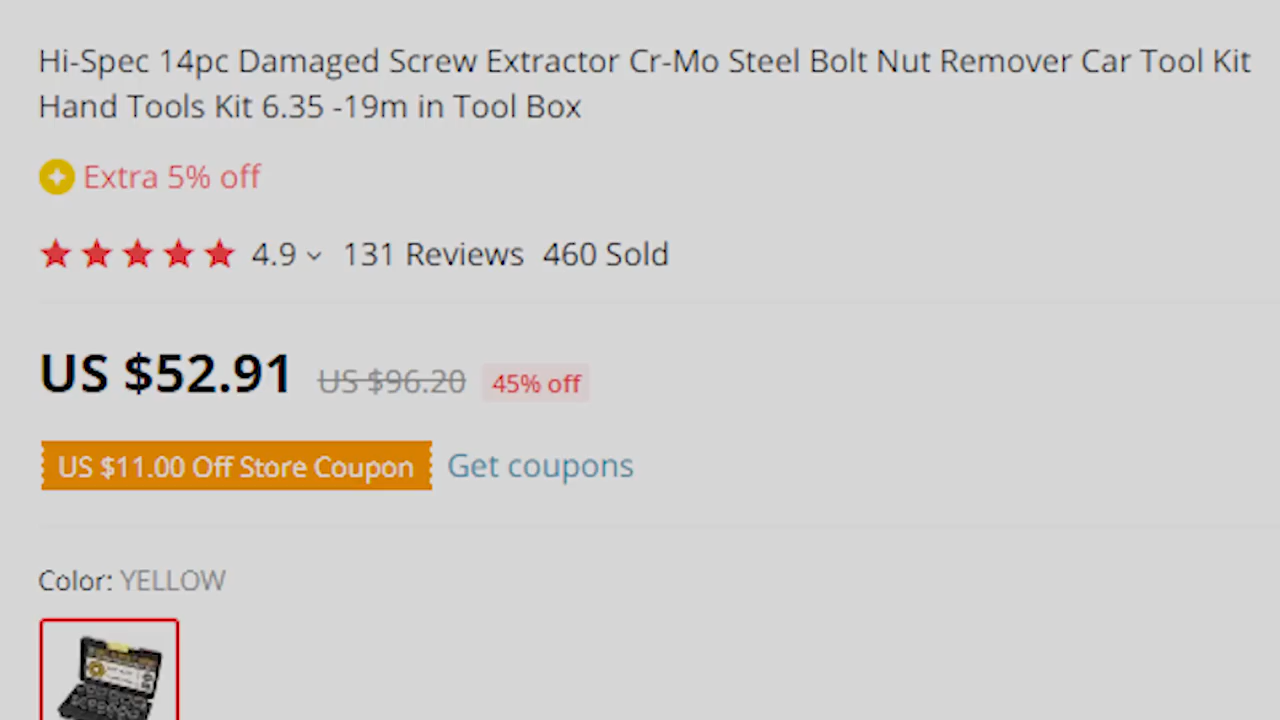 Hi-Spec 14pc Damaged Screw Extractor Cr-Mo Steel Bolt Nut Remover Car Tool Kit
Hand Tools Kit 6.35 -19m in Tool Box
Extra 5% off
4.9 131 Reviews 460 Sold
US $52.91 US $96.20 45% off
US $11.00 Off Store Coupon Get coupons
Color: YELLOW